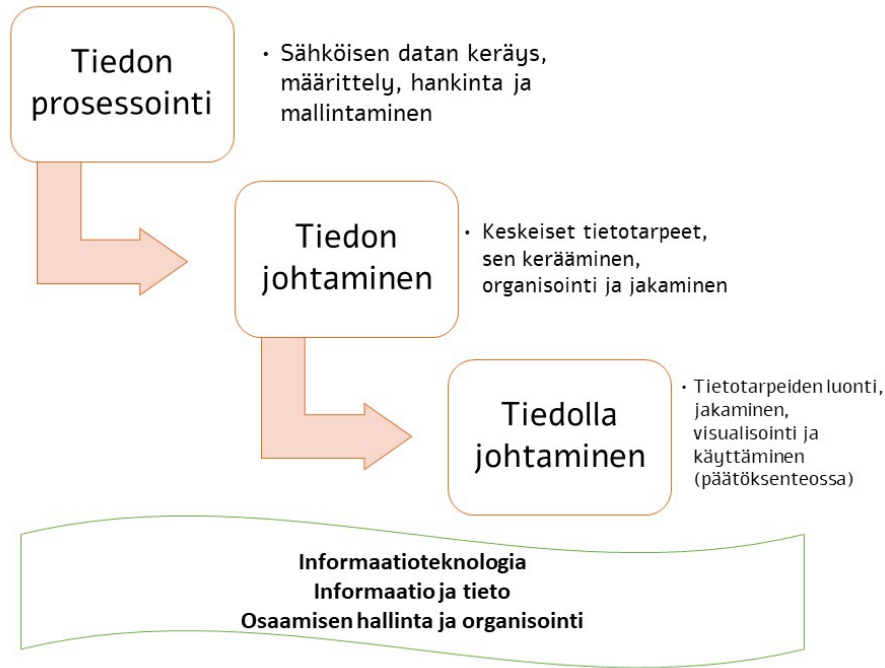 Tiedon
prosessointi
• Sähköisen datan keräys,
määrittely, hankinta ja
mallintaminen
Tiedon
johtaminen
• Keskeiset tietotarpeet,
sen kerääminen,
organisointi ja jakaminen
Tiedolla
johtaminen
• Tietotarpeiden luonti,
jakaminen,
visualisointi ja
käyttäminen
(päätöksenteossa)
Informaatioteknologia
Informaatio ja tieto
Osaamisen hallinta ja organisointi